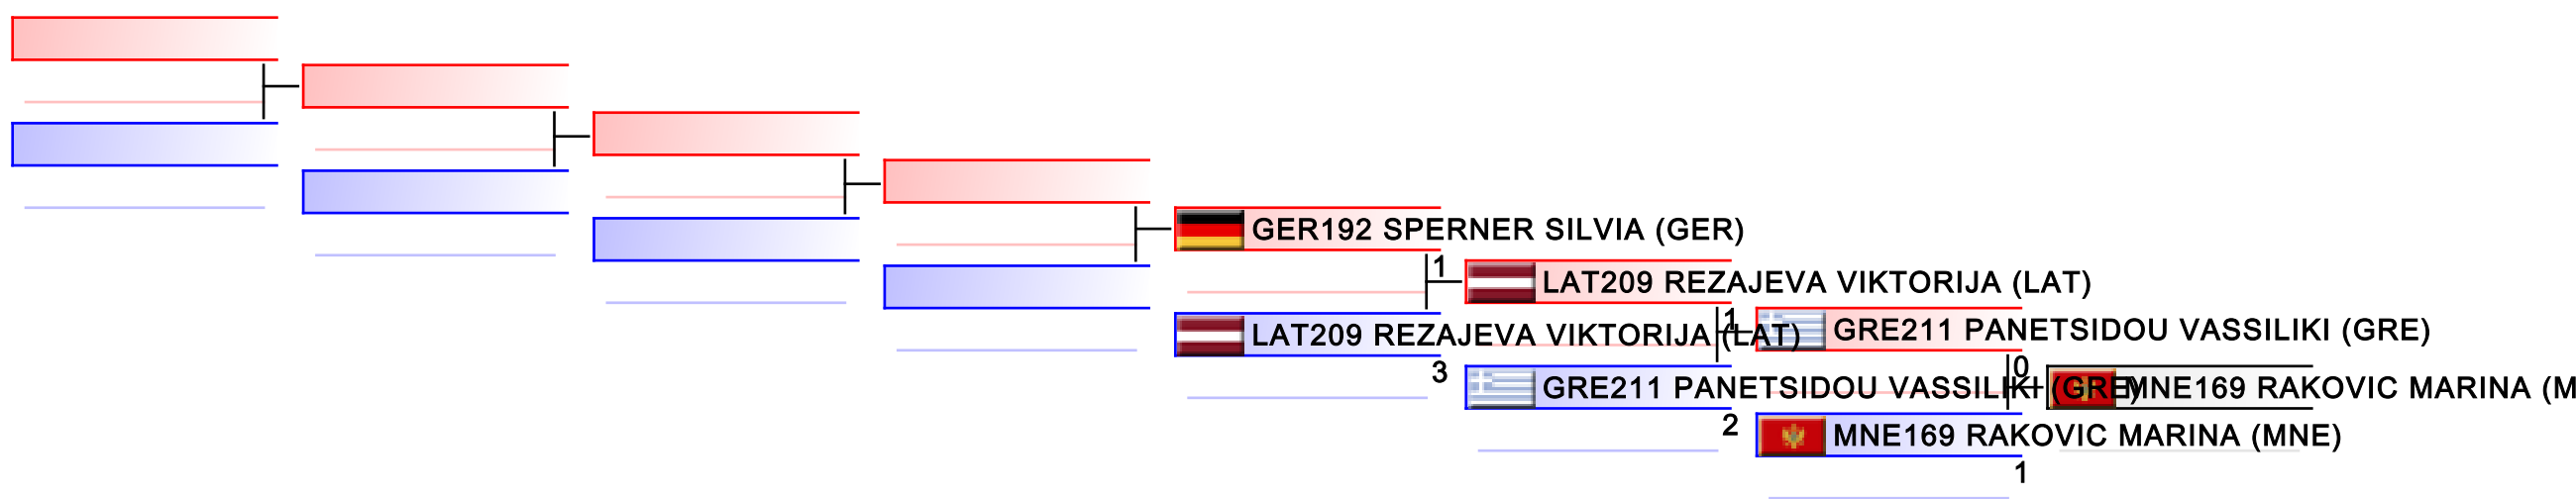 GER192 SPERNER SILVIA (GER)
1
LAT209 REZAJEVA VIKTORIJA (LAT)
3
LAT209 REZAJEVA VIKTORIJA (LAT)
1
GRE211 PANETSIDOU VASSILIKI (GRE)
2
GRE211 PANETSIDOU VASSILIKI (GRE)
0
MNE169 RAKOVIC MARINA (MNE)
1
MNE169 RAKOVIC MARINA (M